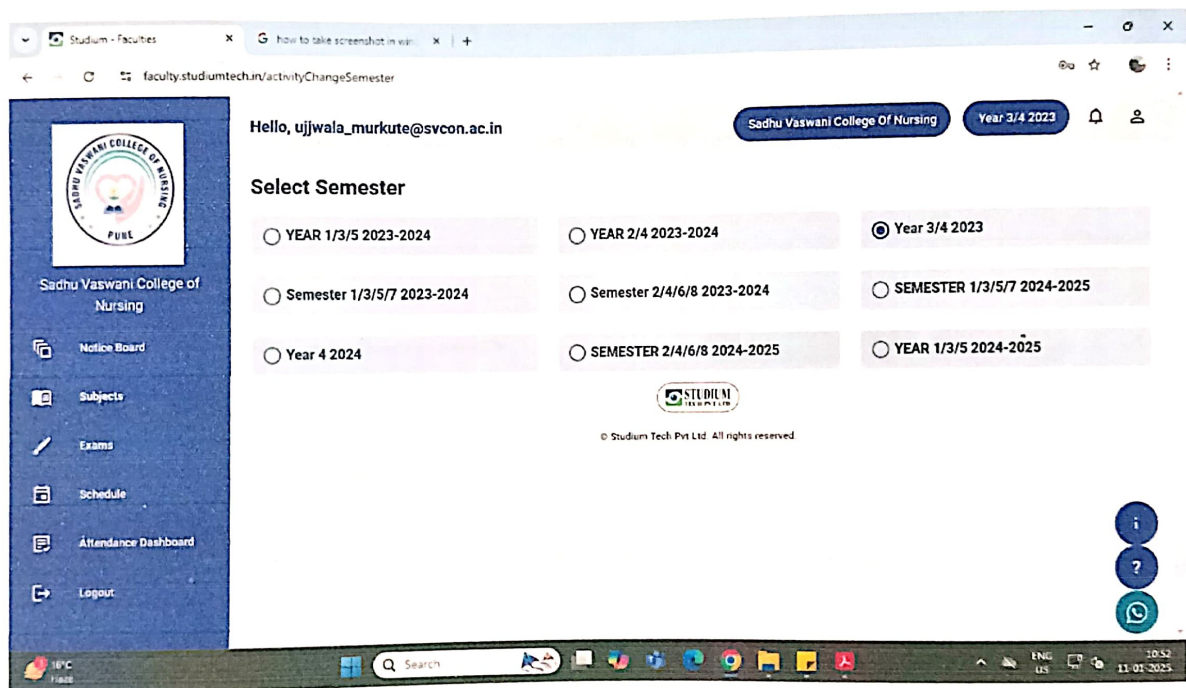 Studium - Faculties
G how to take screenshot in win
faculty.studiumtech.in/activityChangeSemester
SADHU VASWANI COLLEGE OF NURSING
PUNE
Sadhu Vaswani College of
Nursing
Notice Board
Subjects
Exams
Schedule
Attendance Dashboard
Logout
Hello, ujjwala_murkute@svcon.ac.in
Sadhu Vaswani College Of Nursing
Year 3/4 2023
Select Semester
YEAR 1/3/5 2023-2024
YEAR 2/4 2023-2024
Year 3/4 2023
Semester 1/3/5/7 2023-2024
Semester 2/4/6/8 2023-2024
SEMESTER 1/3/5/7 2024-2025
Year 4 2024
SEMESTER 2/4/6/8 2024-2025
YEAR 1/3/5 2024-2025
STUDIUM
TECH PVT LTD
© Studium Tech Pvt Ltd. All rights reserved.
i
?
16°C
Haze
Search
ENG
US
10:52
11-01-2025